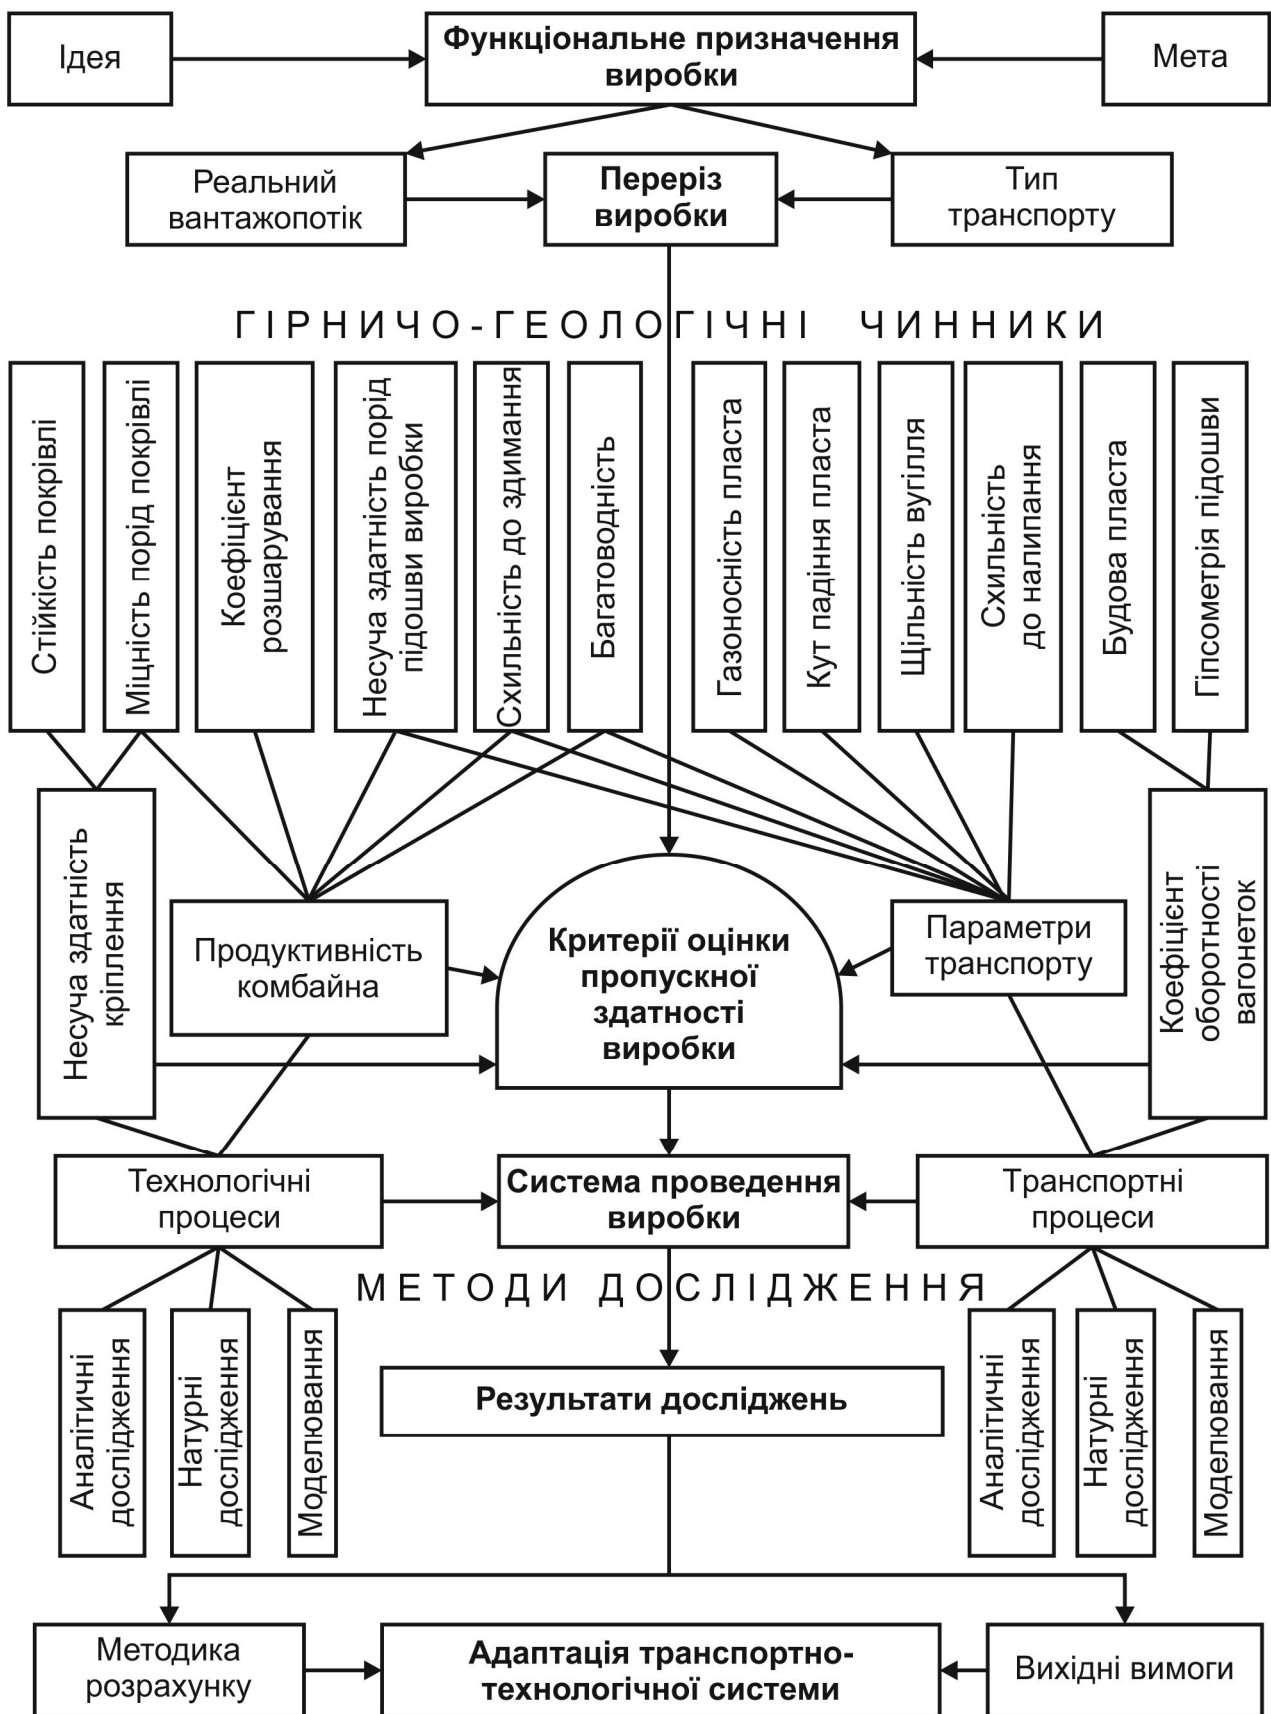 Ідея
Функціональне призначення
виробки
Мета
Реальний
вантажопотік
Переріз
виробки
Тип
транспорту
ГІРНИЧО-ГЕОЛОГІЧНІ ЧИННИКИ
Стійкість покрівлі
Міцність порід покрівлі
Коефіцієнт
розшарування
Несуча здатність порід
підошви виробки
Схильність до здимання
Багатоводність
Газоносність пласта
Кут падіння пласта
Щільність вугілля
Схильність
до налипання
Будова пласта
Гіпсометрія підошви
Несуча здатність
кріплення
Продуктивність
комбайна
Критерії оцінки
пропускної
здатності
виробки
Параметри
транспорту
Коефіцієнт
оборотності
вагонеток
Технологічні
процеси
Система проведення
виробки
Транспортні
процеси
МЕТОДИ ДОСЛІДЖЕННЯ
Аналітичні
дослідження
Натурні
дослідження
Моделювання
Результати досліджень
Аналітичні
дослідження
Натурні
дослідження
Моделювання
Методика
розрахунку
Адаптація транспортно-
технологічної системи
Вихідні вимоги